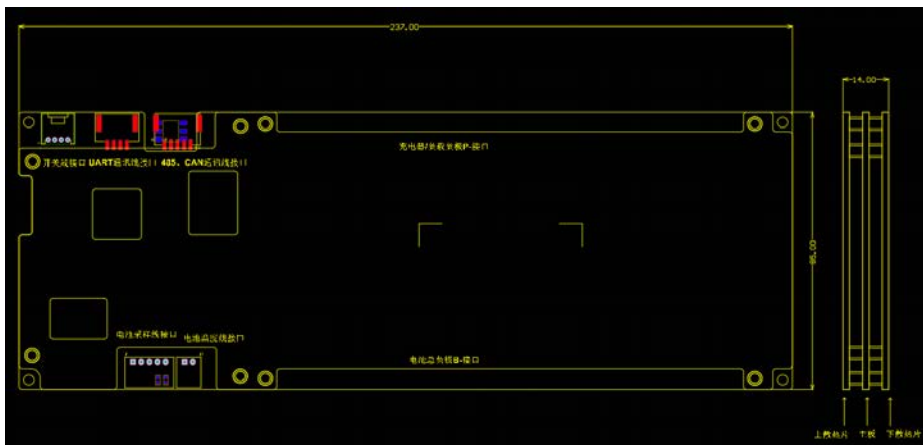 237.00
14.00
充电器/负载负极P-接口
开关线接口 UART通讯线接口 485、CAN通讯线接口
95.00
电池采样线接口 电池温度线接口
电池总负极B-接口
上散热片 主板 下散热片